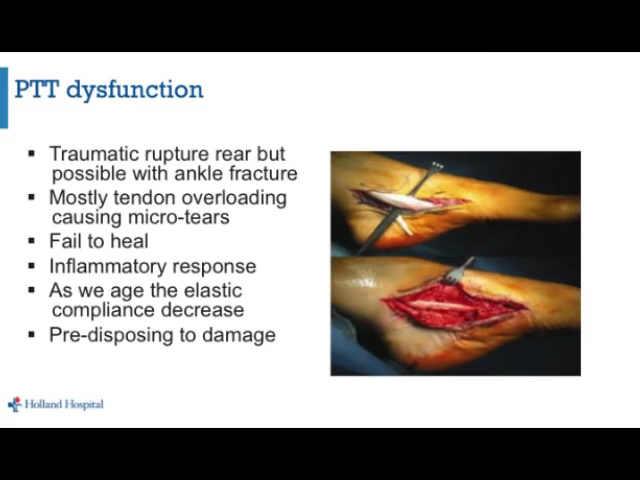 PTT dysfunction
▪ Traumatic rupture rear but
possible with ankle fracture
▪ Mostly tendon overloading
causing micro-tears
▪ Fail to heal
▪ Inflammatory response
▪ As we age the elastic
compliance decrease
▪ Pre-disposing to damage
Holland Hospital